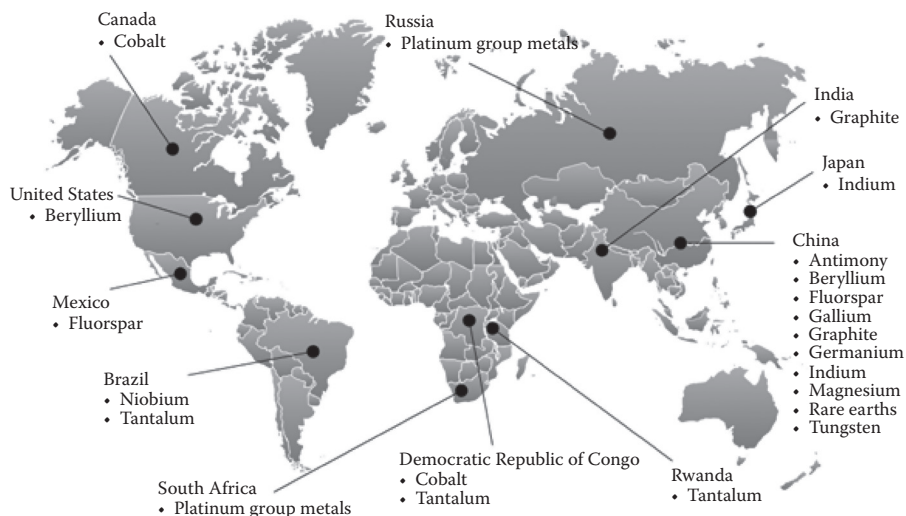 Canada
• Cobalt
Russia
• Platinum group metals
India
• Graphite
Japan
• Indium
United States
• Beryllium
China
• Antimony
• Beryllium
• Fluorspar
• Gallium
• Graphite
• Germanium
• Indium
• Magnesium
• Rare earths
• Tungsten
Mexico
• Fluorspar
Brazil
• Niobium
• Tantalum
Democratic Republic of Congo
• Cobalt
• Tantalum
Rwanda
• Tantalum
South Africa
• Platinum group metals